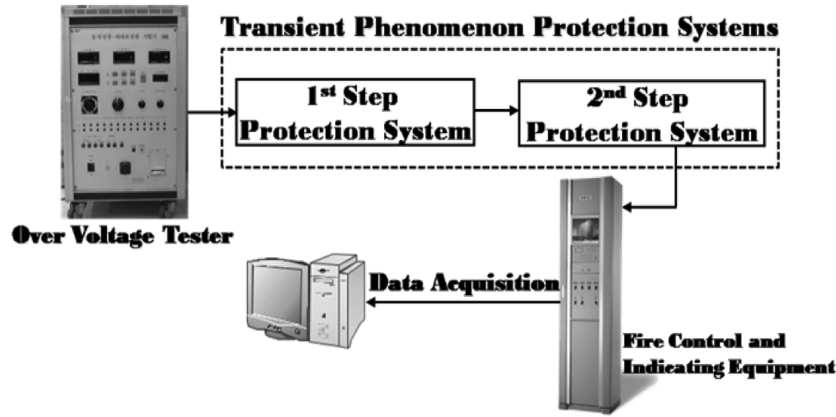 Transient Phenomenon Protection Systems
1st Step
Protection System
2nd Step
Protection System
Over Voltage Tester
Data Acquisition
Fire Control and
Indicating Equipment